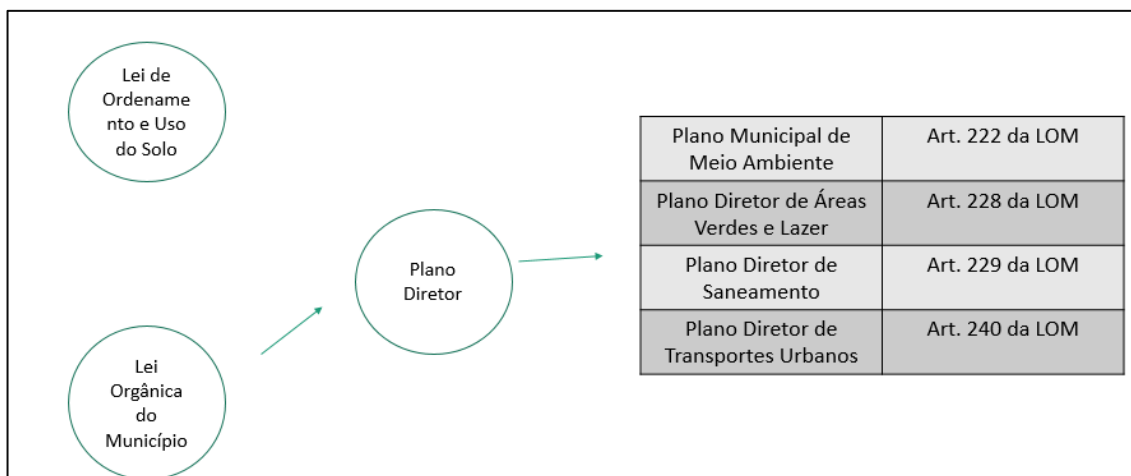 Lei de
Ordename
nto e Uso
do Solo
Lei
Orgânica
do
Município
Plano
Diretor
Plano Municipal de
Meio Ambiente
Art. 222 da LOM
Plano Diretor de Áreas
Verdes e Lazer
Art. 228 da LOM
Plano Diretor de
Saneamento
Art. 229 da LOM
Plano Diretor de
Transportes Urbanos
Art. 240 da LOM